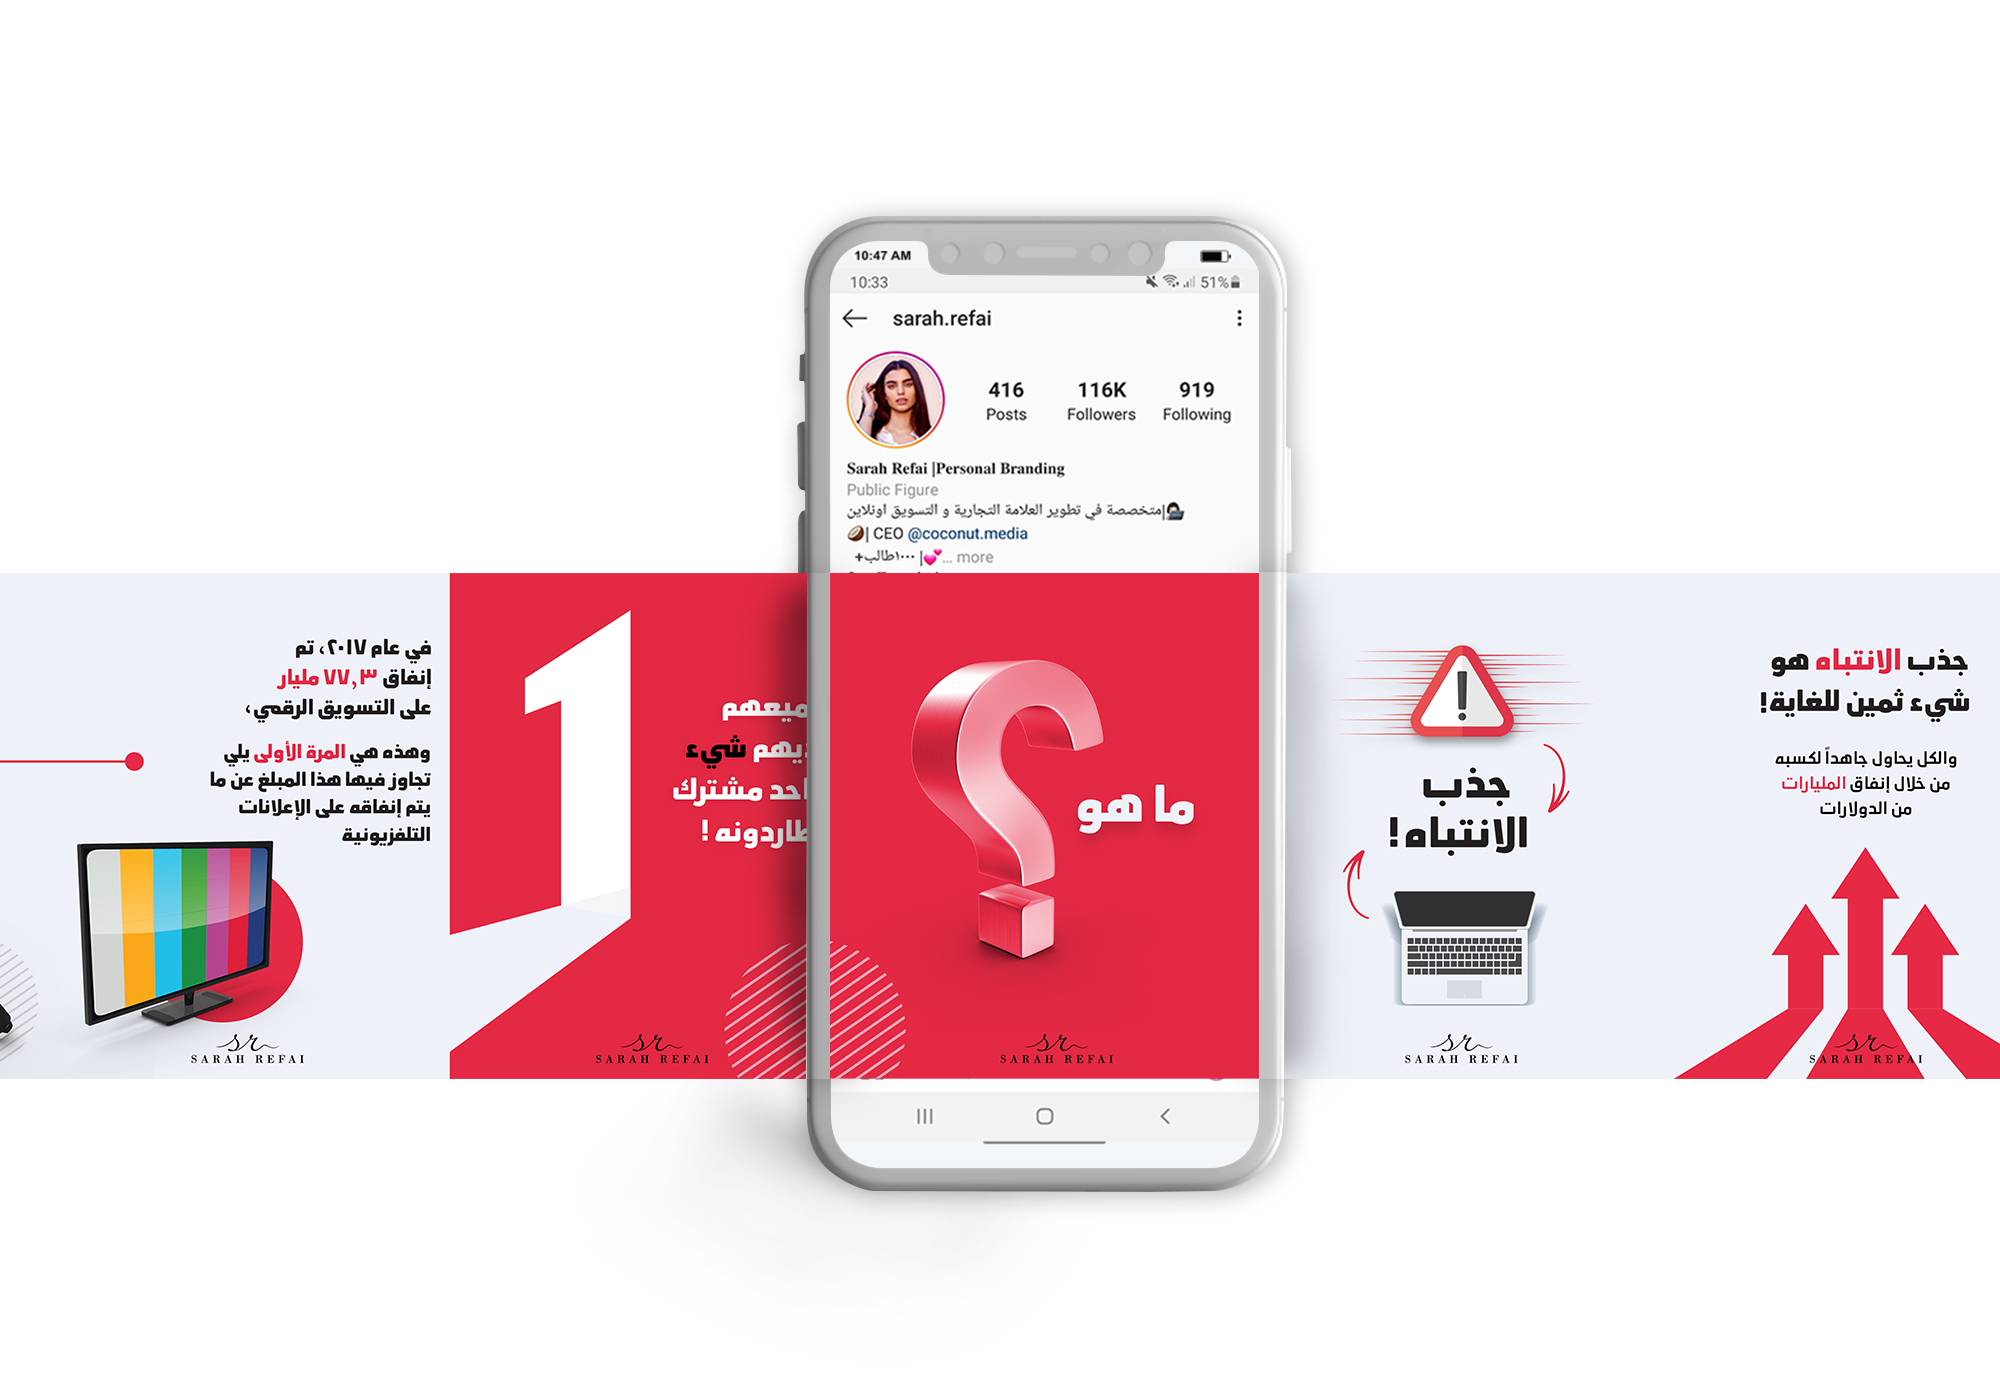 10:47 AM
10:33
51%
sarah.refai
416
116K
919
Posts
Followers
Following
Sarah Refai |Personal Branding
Public Figure
متخصصة في تطوير العلامة التجارية و التسويق اونلاين|
| CEO @coconut.media
+١٠٠٠طالب |... more
في عام ٢٠١٧، تم
إنفاق ٧٧,٣ مليار
على التسويق الرقمي،
وهذه هي المرة الأولى يلي
تجاوز فيها هذا المبلغ عن ما
يتم إنفاقه على الإعلانات
التلفزيونية
SARAH REFAI
1
ميعهم
ديهم شيء
احد مشترك
طاردونه !
SARAH REFAI
ما هو
؟
SARAH REFAI
!
جذب
الانتباه !
SARAH REFAI
جذب الانتباه هو
شيء ثمين للغاية!
والكل يحاول جاهداً لكسبه
من خلال إنفاق المليارات
من الدولارات
SARAH REFAI